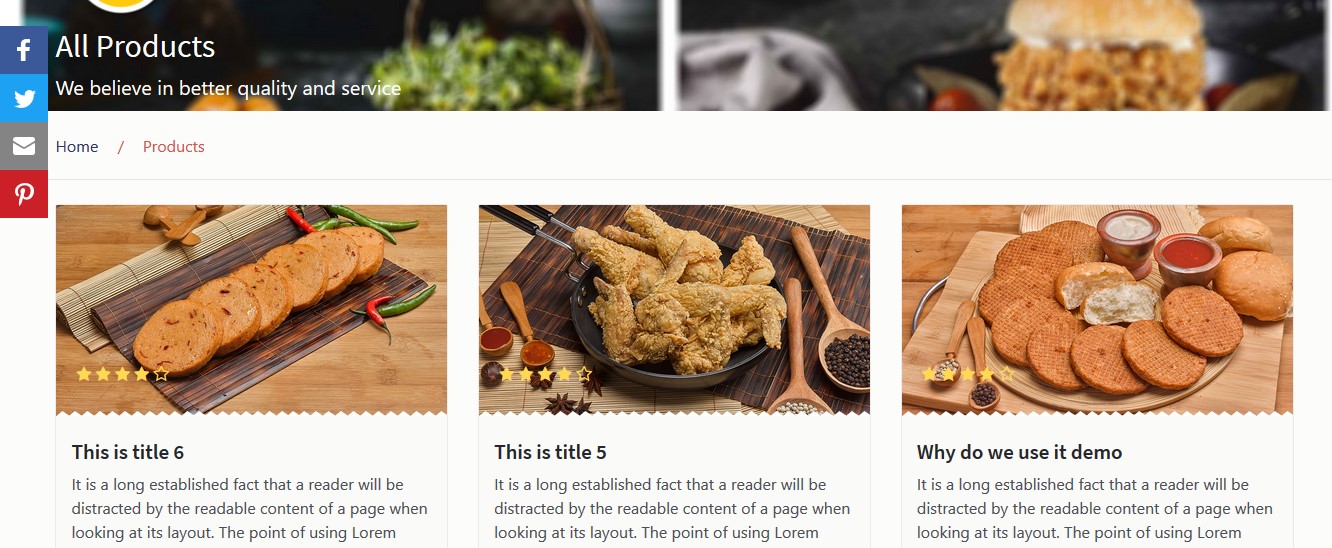 All Products
We believe in better quality and service
Home / Products
This is title 6
It is a long established fact that a reader will be
distracted by the readable content of a page when
looking at its layout. The point of using Lorem
This is title 5
It is a long established fact that a reader will be
distracted by the readable content of a page when
looking at its layout. The point of using Lorem
Why do we use it demo
It is a long established fact that a reader will be
distracted by the readable content of a page when
looking at its layout. The point of using Lorem